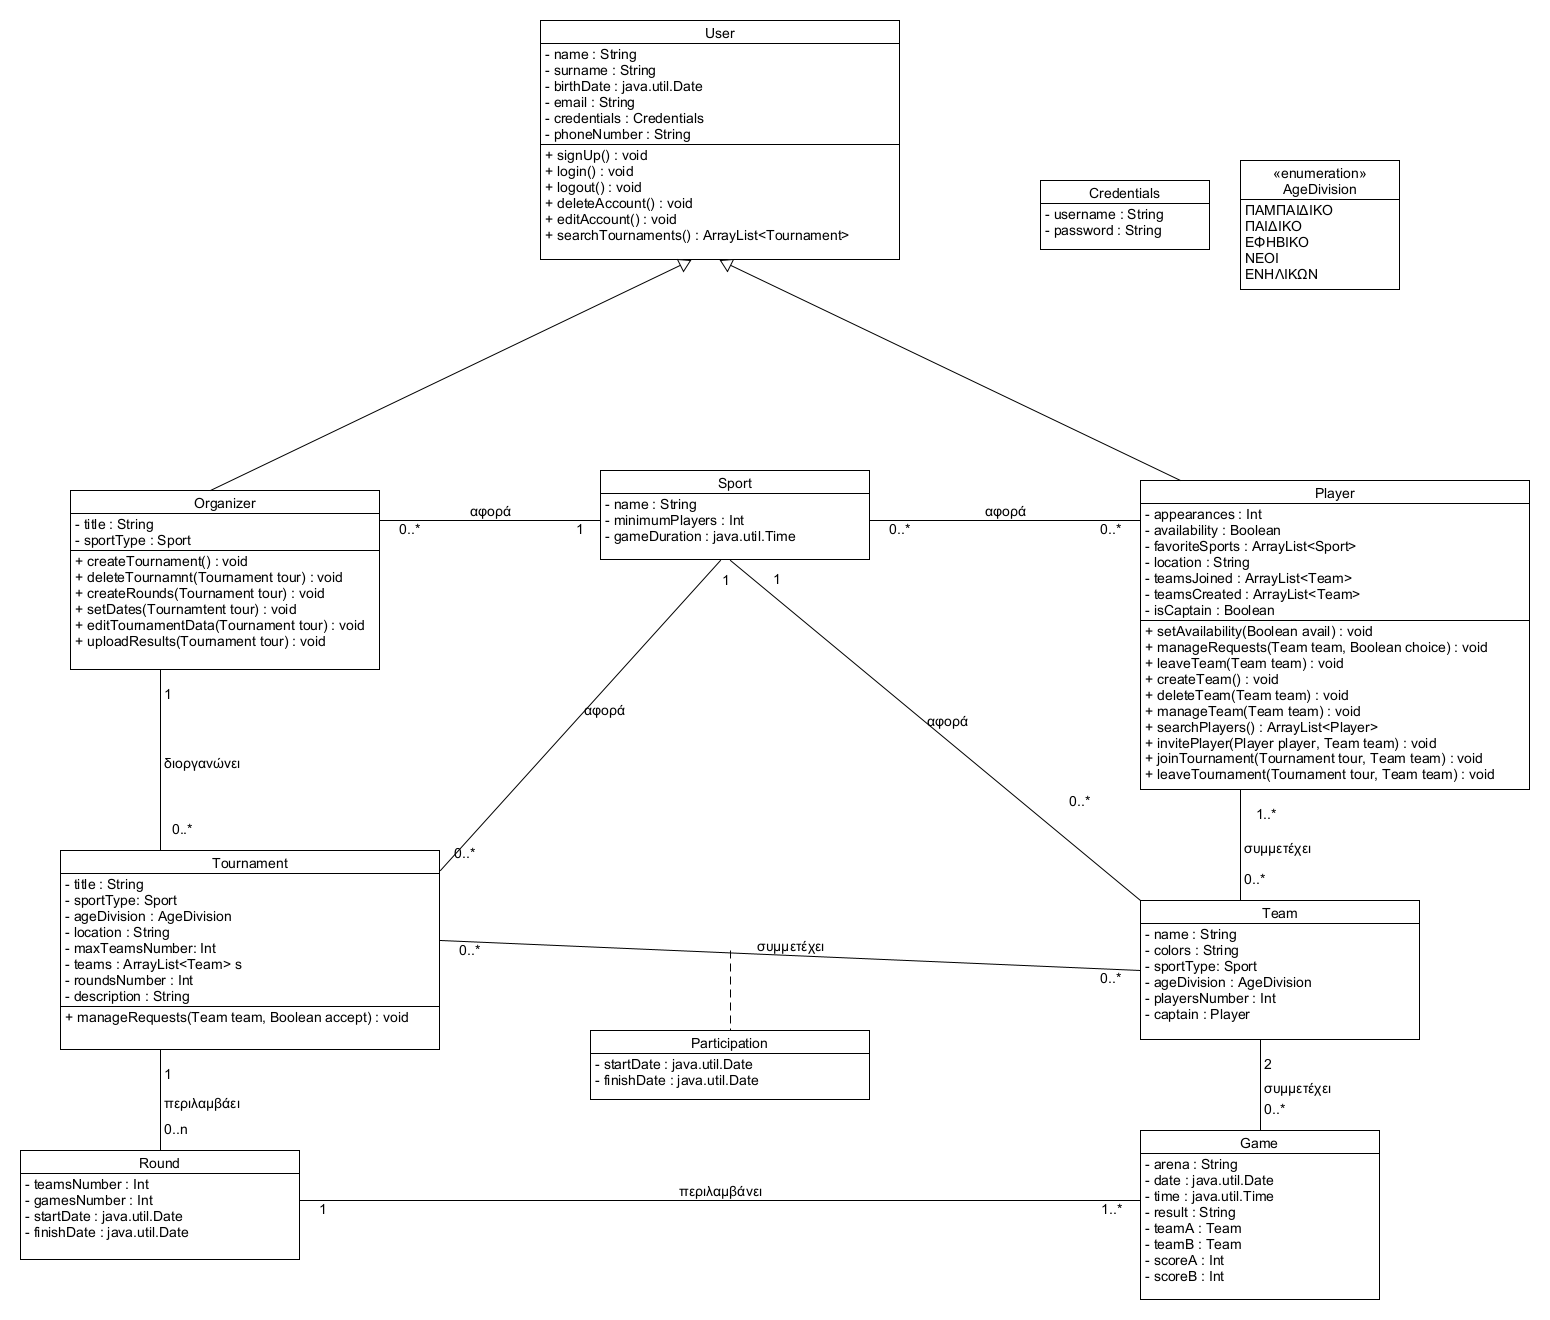 User
- name : String
- surname : String
- birthDate : java.util.Date
- email : String
- credentials : Credentials
- phoneNumber : String
+ signUp() : void
+ login() : void
+ logout() : void
+ deleteAccount() : void
+ editAccount() : void
+ searchTournaments() : ArrayList<Tournament>
Credentials
- username : String
- password : String
«enumeration»
AgeDivision
ΠΑΜΠΑΙΔΙΚΟ
ΠΑΙΔΙΚΟ
ΕΦΗΒΙΚΟ
ΝΕΟΙ
ΕΝΗΛΙΚΩΝ
Organizer
- title : String
- sportType : Sport
+ createTournament() : void
+ deleteTournamnt(Tournament tour) : void
+ createRounds(Tournament tour) : void
+ setDates(Tournamtent tour) : void
+ editTournamentData(Tournament tour) : void
+ uploadResults(Tournament tour) : void
αφορά
0..*
1
Sport
- name : String
- minimumPlayers : Int
- gameDuration : java.util.Time
αφορά
0..*
0..*
Player
- appearances : Int
- availability : Boolean
- favoriteSports : ArrayList<Sport>
- location : String
- teamsJoined : ArrayList<Team>
- teamsCreated : ArrayList<Team>
- isCaptain : Boolean
+ setAvailability(Boolean avail) : void
+ manageRequests(Team team, Boolean choice) : void
+ leaveTeam(Team team) : void
+ createTeam() : void
+ deleteTeam(Team team) : void
+ manageTeam(Team team) : void
+ searchPlayers() : ArrayList<Player>
+ invitePlayer(Player player, Team team) : void
+ joinTournament(Tournament tour, Team team) : void
+ leaveTournament(Tournament tour, Team team) : void
1
διοργανώνει
0..*
1
αφορά
0..*
1
αφορά
0..*
1..*
συμμετέχει
0..*
Tournament
- title : String
- sportType: Sport
- ageDivision : AgeDivision
- location : String
- maxTeamsNumber: Int
- teams : ArrayList<Team> s
- roundsNumber : Int
- description : String
+ manageRequests(Team team, Boolean accept) : void
0..*
συμμετέχει
0..*
Team
- name : String
- colors : String
- sportType: Sport
- ageDivision : AgeDivision
- playersNumber : Int
- captain : Player
Participation
- startDate : java.util.Date
- finishDate : java.util.Date
1
περιλαμβάει
0..n
2
συμμετέχει
0..*
Round
- teamsNumber : Int
- gamesNumber : Int
- startDate : java.util.Date
- finishDate : java.util.Date
περιλαμβάνει
1
1..*
Game
- arena : String
- date : java.util.Date
- time : java.util.Time
- result : String
- teamA : Team
- teamB : Team
- scoreA : Int
- scoreB : Int